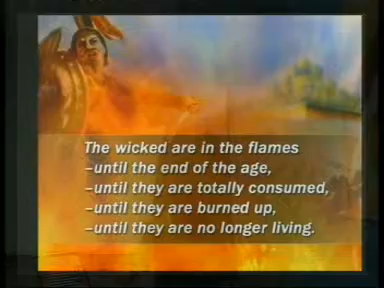 The wicked are in the flames
–until the end of the age,
–until they are totally consumed,
–until they are burned up,
–until they are no longer living.